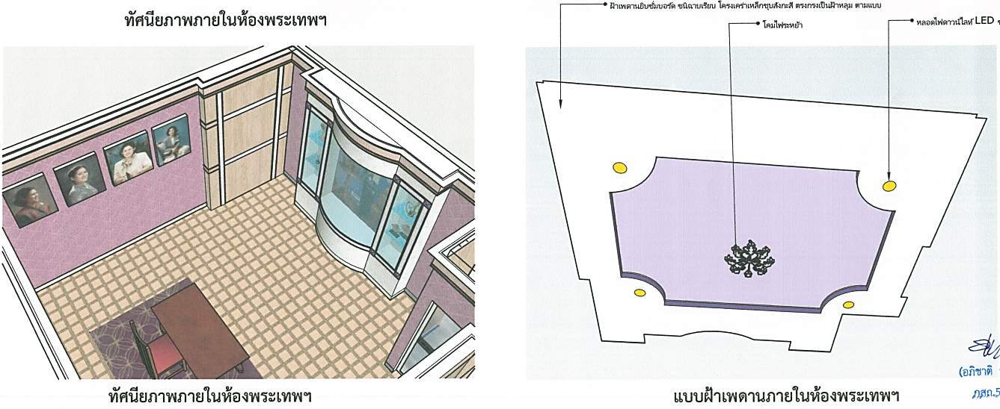 ทัศนียภาพภายในห้องพระเทพฯ
ฝ้าเพดานยิบซั่มบอร์ด ชนิฉาบเรียบ โครงเคร่าเหล็กชุบสังกะสี ตรงกรงเป็นฝ้าหลุม ตามแบบ
โคมไฟระหย้า
หลอดไฟดาวน์ไลท์ LED
ทัศนียภาพภายในห้องพระเทพฯ
แบบฝ้าเพดานภายในห้องพระเทพฯ
(อภิชาติ
ภสถ.5